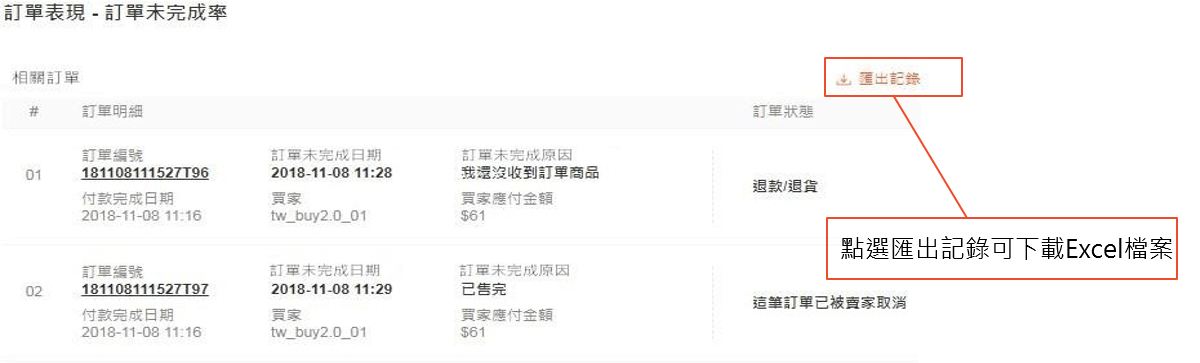 訂單表現 - 訂單未完成率
相關訂單
匯出記錄
# 訂單明細 訂單狀態
訂單編號 訂單未完成日期 訂單未完成原因
01 181108111527T96 2018-11-08 11:28 我還沒收到訂單商品
退款/退貨
付款完成日期 買家 買家應付金額
2018-11-08 11:16 tw_buy2.0_01 $61
點選匯出記錄可下載Excel檔案
訂單編號 訂單未完成日期 訂單未完成原因
02 181108111527T97 2018-11-08 11:29 已售完
這筆訂單已被賣家取消
付款完成日期 買家 買家應付金額
2018-11-08 11:16 tw_buy2.0_01 $61